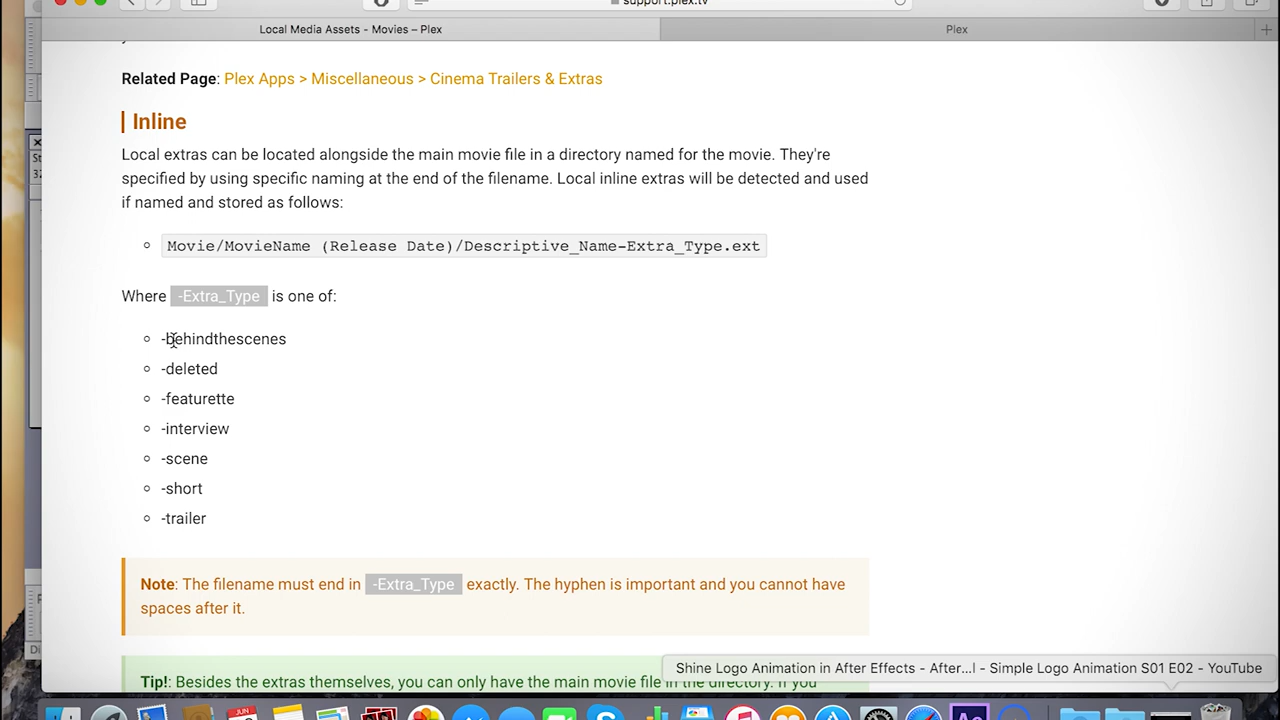 support.plex.tv
Local Media Assets - Movies – Plex
Plex
Related Page: Plex Apps > Miscellaneous > Cinema Trailers & Extras
Inline
Local extras can be located alongside the main movie file in a directory named for the movie. They're
specified by using specific naming at the end of the filename. Local inline extras will be detected and used
if named and stored as follows:
Movie/MovieName (Release Date)/Descriptive_Name-Extra_Type.ext
Where -Extra_Type is one of:
-behindthescenes
-deleted
-featurette
-interview
-scene
-short
-trailer
Note: The filename must end in -Extra_Type exactly. The hyphen is important and you cannot have
spaces after it.
Shine Logo Animation in After Effects - After...l - Simple Logo Animation S01 E02 - YouTube
Tip!: Besides the extras themselves, you can only have the main movie file in the directory. If you
St
32
Di
JUN
Ae